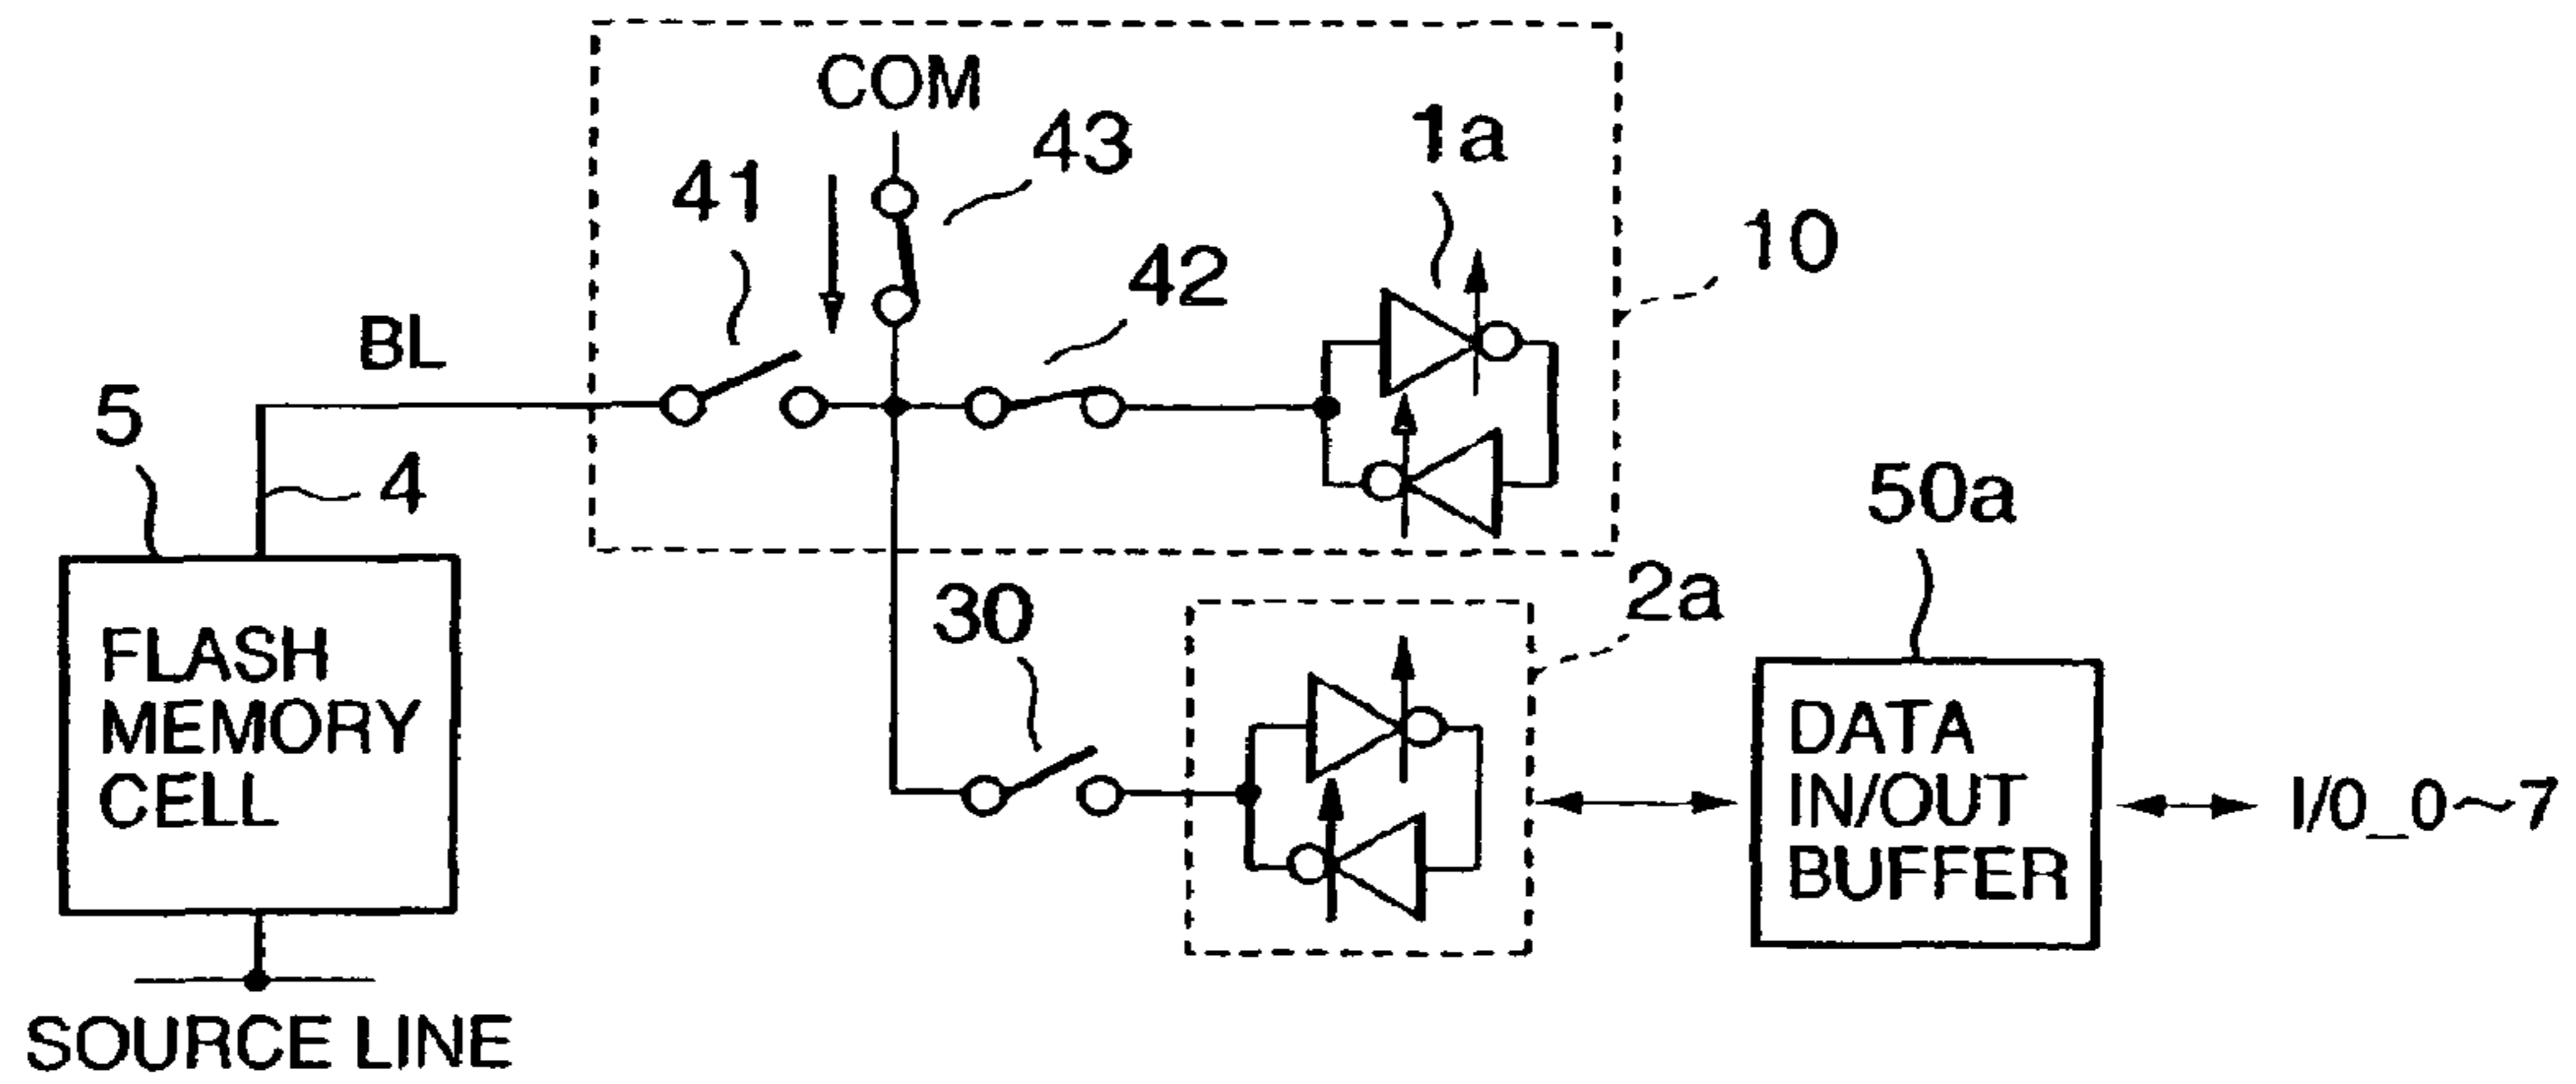 COM
43
1a
41
10
42
BL
5
4
50a
2a
30
FLASH
MEMORY
CELL
DATA
IN/OUT
BUFFER
I/0_0~7
SOURCE LINE